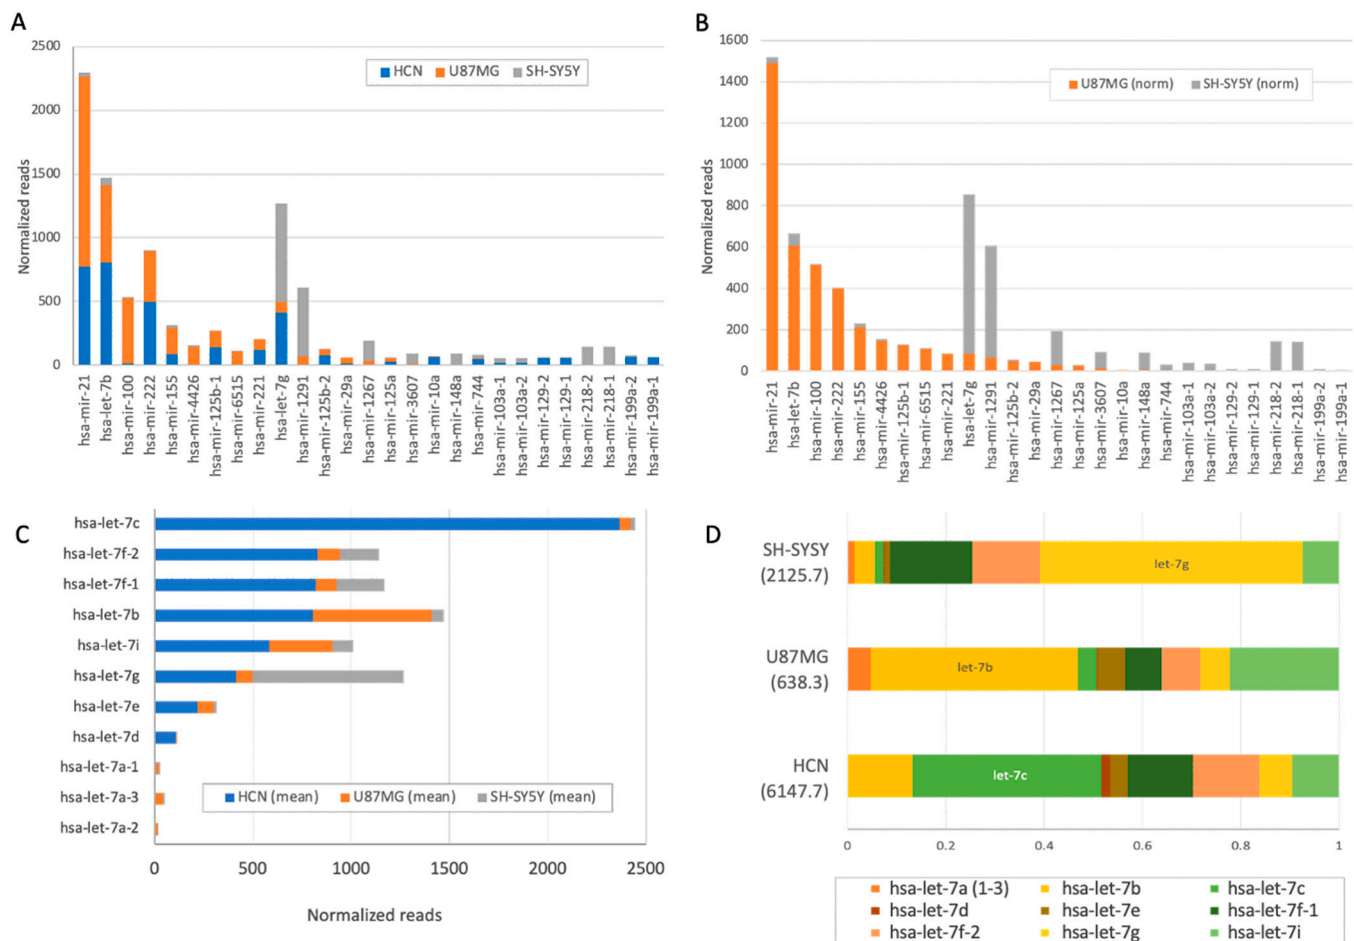 A
2500
2000
1500
1000
500
0
Normalized reads
HCN U87MG SH-SY5Y
hsa-mir-21
hsa-let-7b
hsa-mir-100
hsa-mir-222
hsa-mir-155
hsa-mir-4426
hsa-mir-125b-1
hsa-mir-6515
hsa-mir-221
hsa-let-7g
hsa-mir-1291
hsa-mir-125b-2
hsa-mir-29a
hsa-mir-1267
hsa-mir-125a
hsa-mir-3607
hsa-mir-10a
hsa-mir-148a
hsa-mir-744
hsa-mir-103a-1
hsa-mir-103a-2
hsa-mir-129-2
hsa-mir-129-1
hsa-mir-218-2
hsa-mir-218-1
hsa-mir-199a-2
hsa-mir-199a-1
B
1600
1400
1200
1000
800
600
400
200
0
Normalized reads
U87MG (norm) SH-SY5Y (norm)
hsa-mir-21
hsa-let-7b
hsa-mir-100
hsa-mir-222
hsa-mir-155
hsa-mir-4426
hsa-mir-125b-1
hsa-mir-6515
hsa-mir-221
hsa-let-7g
hsa-mir-1291
hsa-mir-125b-2
hsa-mir-29a
hsa-mir-1267
hsa-mir-125a
hsa-mir-3607
hsa-mir-10a
hsa-mir-148a
hsa-mir-744
hsa-mir-103a-1
hsa-mir-103a-2
hsa-mir-129-2
hsa-mir-129-1
hsa-mir-218-2
hsa-mir-218-1
hsa-mir-199a-2
hsa-mir-199a-1
C
hsa-let-7c
hsa-let-7f-2
hsa-let-7f-1
hsa-let-7b
hsa-let-7i
hsa-let-7g
hsa-let-7e
hsa-let-7d
hsa-let-7a-1
hsa-let-7a-3
hsa-let-7a-2
HCN (mean) U87MG (mean) SH-SY5Y (mean)
0 500 1000 1500 2000 2500
Normalized reads
D
SH-SYSY
(2125.7)
let-7g
U87MG
(638.3)
let-7b
HCN
(6147.7)
let-7c
0 0.2 0.4 0.6 0.8 1
hsa-let-7a (1-3) hsa-let-7b hsa-let-7c
hsa-let-7d hsa-let-7e hsa-let-7f-1
hsa-let-7f-2 hsa-let-7g hsa-let-7i